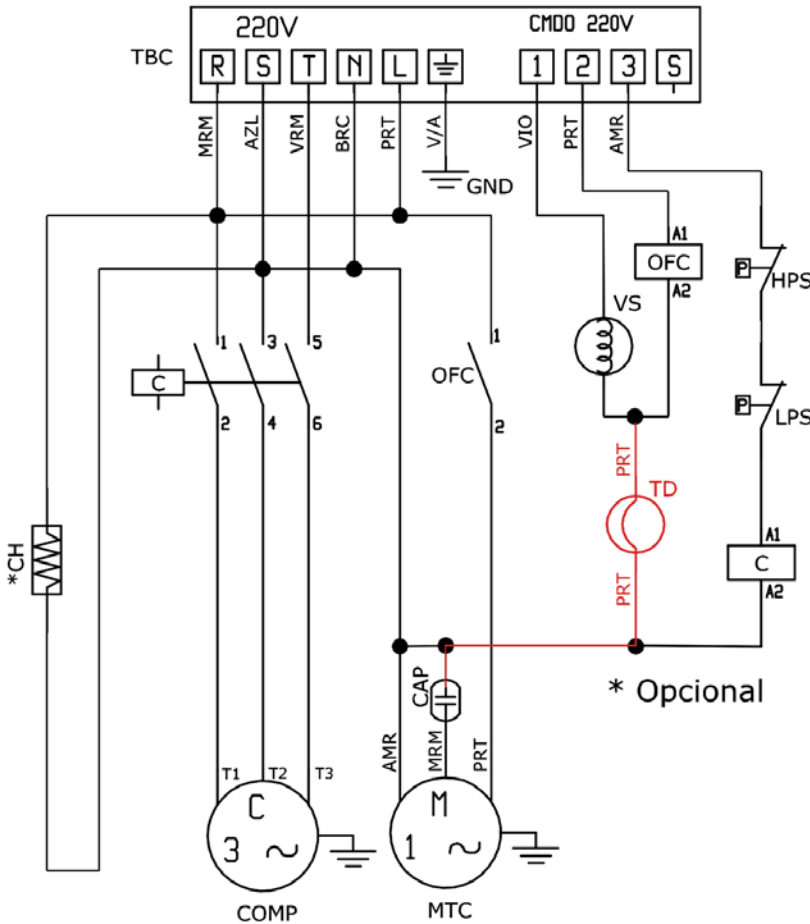 220V CMDO 220V
TBC
R S T N L 1 2 3 S
MRM AZL VRM BRC PRT V/A VIO PRT AMR
GND
A1
OFC
A2
P HPS
VS
1 3 5 1
C OFC
2 4 6 2
P LPS
PRT
TD
*CH
A1
C
A2
PRT
CAP
* Opcional
AMR MRM PRT
T1 T2 T3
C M
3 1
COMP MTC